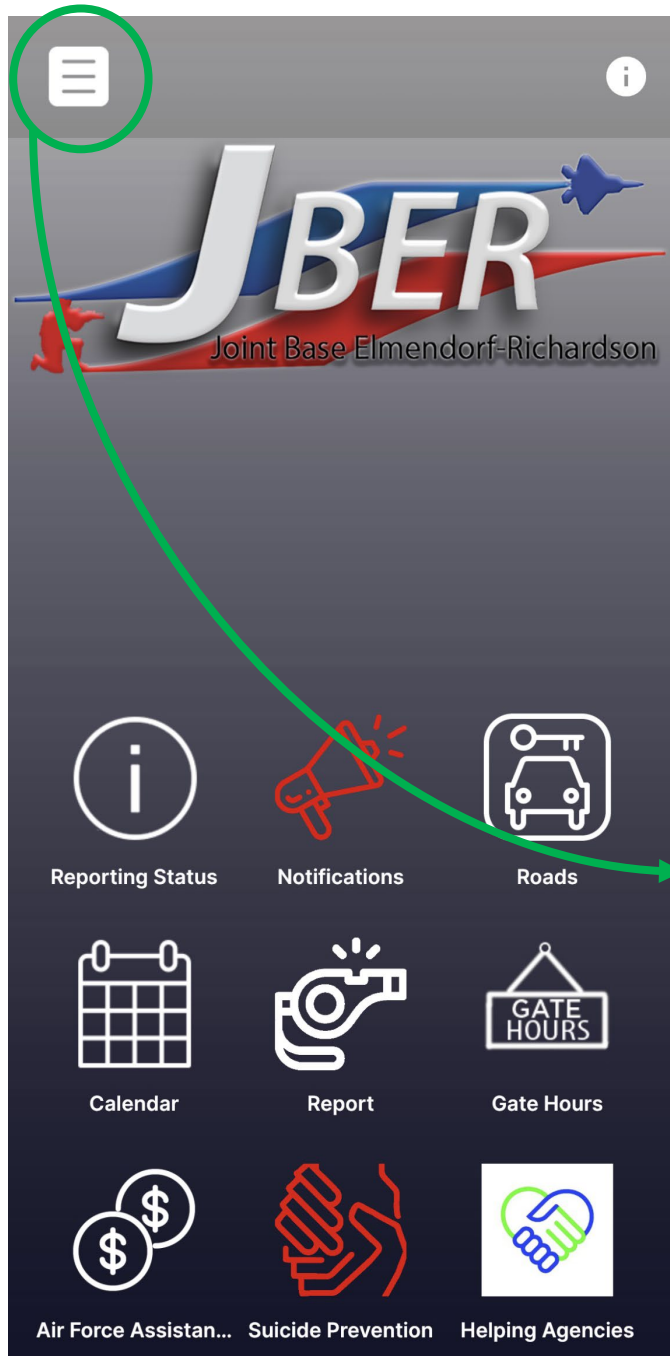 JBER
Joint Base Elmendorf-Richardson
Reporting Status
Notifications
Roads
GATE
HOURS
Calendar
Report
Gate Hours
$
$
Air Force Assistan...
Suicide Prevention
Helping Agencies